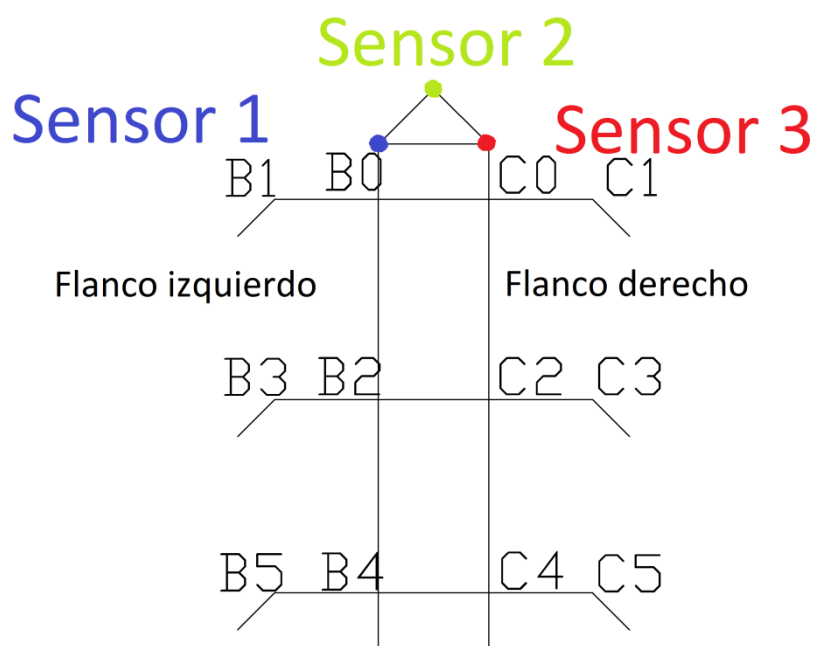 Sensor 2
Sensor 1
Sensor 3
B1 B0 C0 C1
Flanco izquierdo
Flanco derecho
B3 B2 C2 C3
B5 B4 C4 C5